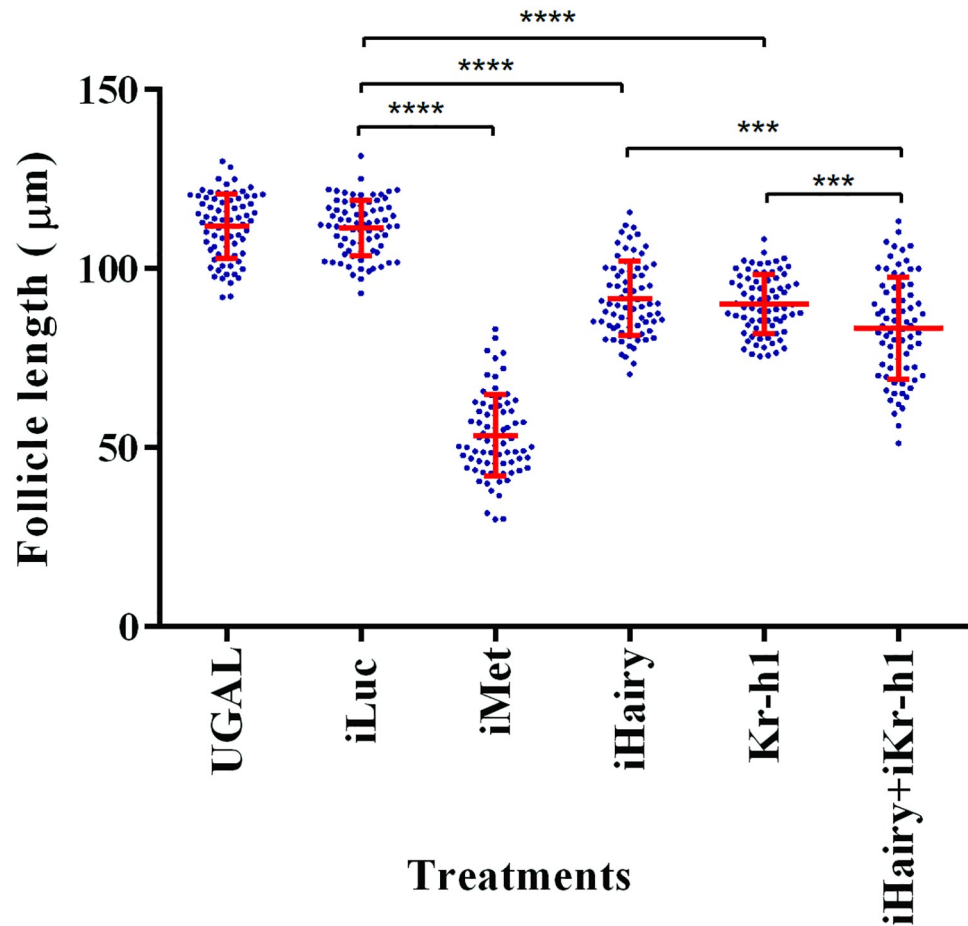 ****
****
****
***
***
150
100
50
0
Follicle length ( µm)
UGAL
iLuc
iMet
iHairy
Kr-h1
iHairy+iKr-h1
Treatments